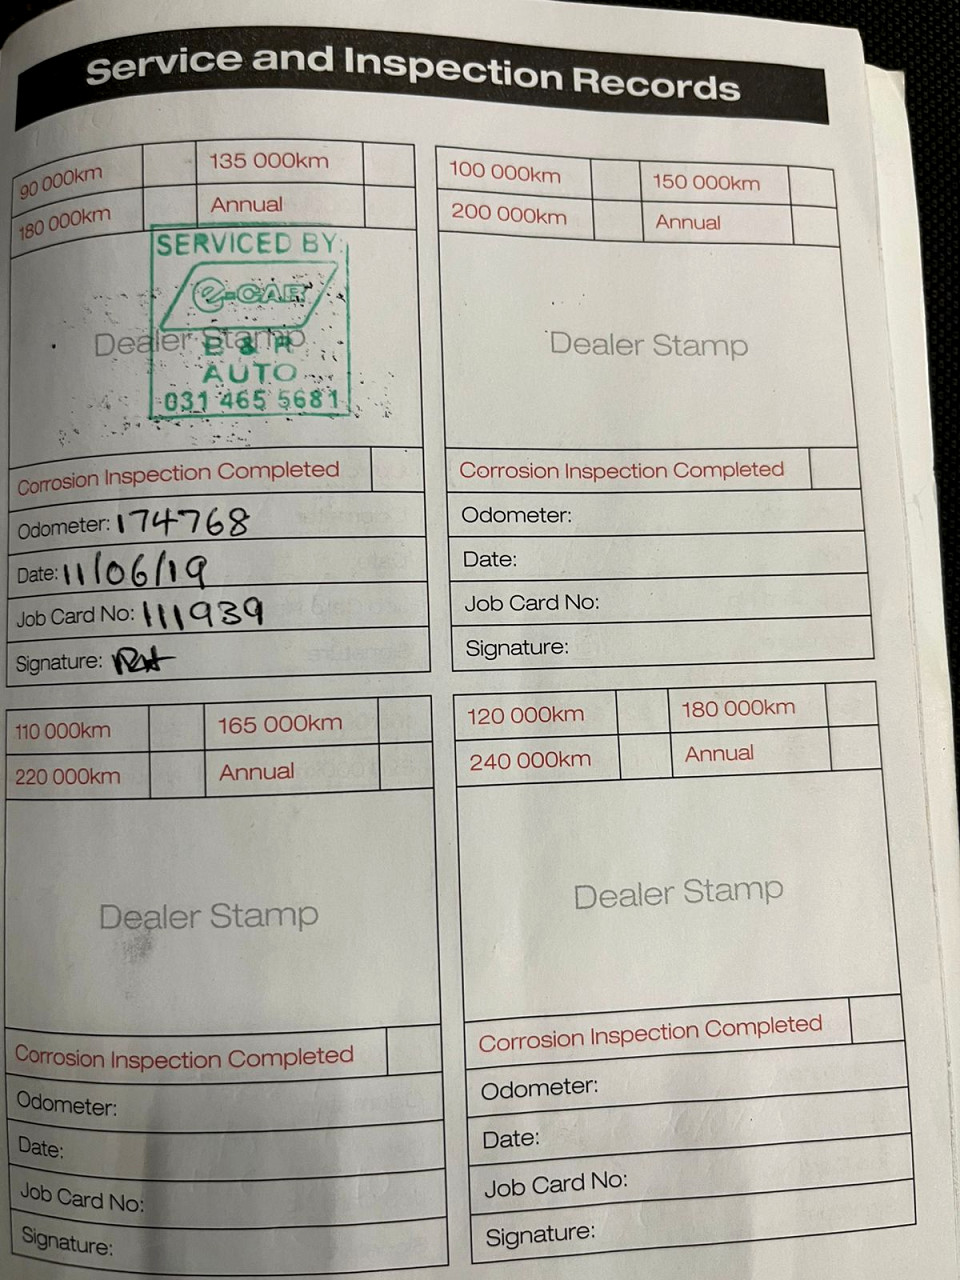 Service and Inspection Records
90 000km 135 000km
180 000km Annual
SERVICED BY:
e-CAR
Dealer Stamp
B & R
AUTO
031 465 5681
Corrosion Inspection Completed
Odometer: 174768
Date: 11/06/19
Job Card No: 111939
Signature:
100 000km 150 000km
200 000km Annual
Dealer Stamp
Corrosion Inspection Completed
Odometer:
Date:
Job Card No:
Signature:
110 000km 165 000km
220 000km Annual
Dealer Stamp
Corrosion Inspection Completed
Odometer:
Date:
Job Card No:
Signature:
120 000km 180 000km
240 000km Annual
Dealer Stamp
Corrosion Inspection Completed
Odometer:
Date:
Job Card No:
Signature: